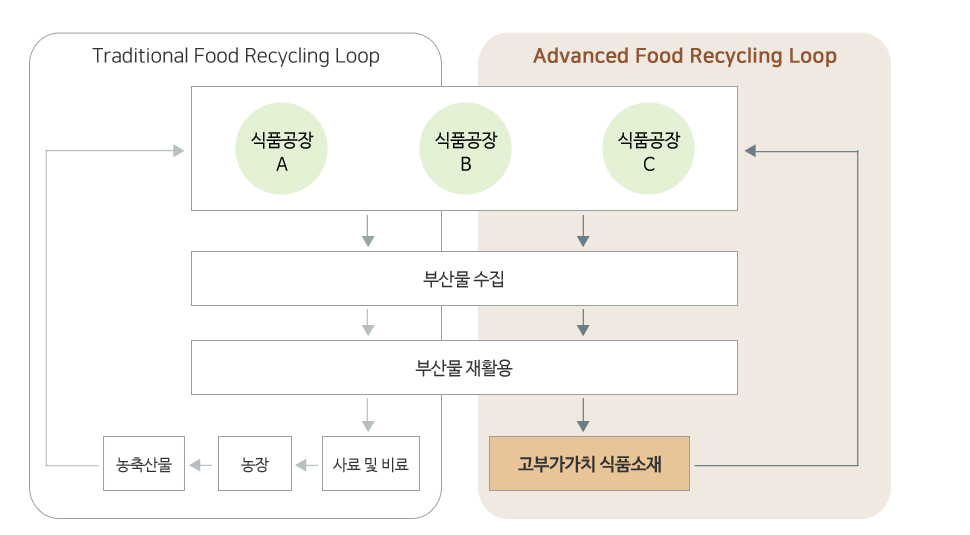 Traditional Food Recycling Loop
Advanced Food Recycling Loop
식품공장
A
식품공장
B
식품공장
C
부산물 수집
부산물 재활용
농축산물
농장
사료 및 비료
고부가가치 식품소재